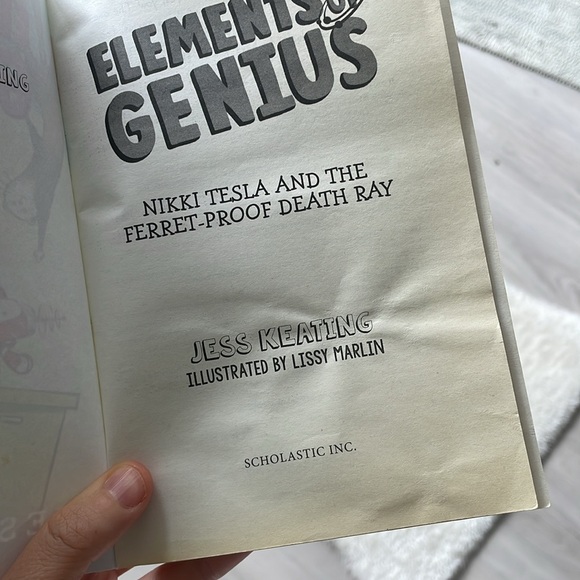 ELEMENTS OF
GENIUS
NIKKI TESLA AND THE
FERRET-PROOF DEATH RAY
JESS KEATING
ILLUSTRATED BY LISSY MARLIN
SCHOLASTIC INC.